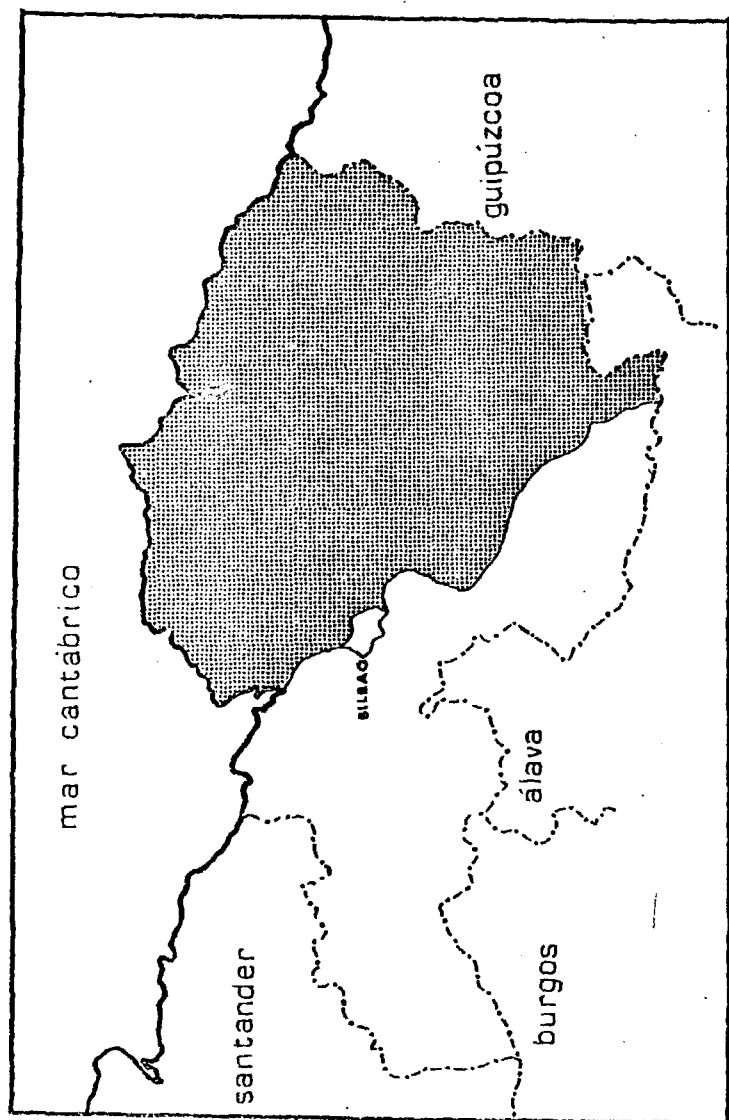 mar cantábrico
santander
BILBAO
guipúzcoa
álava
burgos